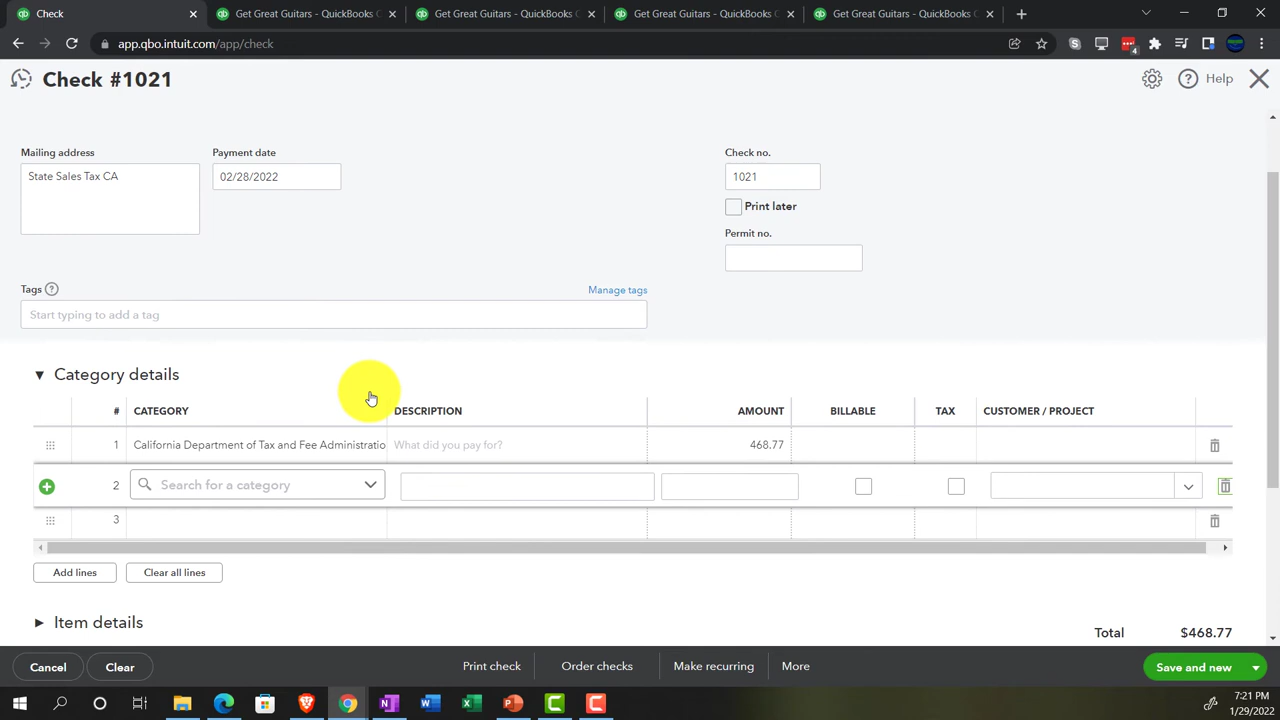 Check
Get Great Guitars - QuickBooks C
Get Great Guitars - QuickBooks C
Get Great Guitars - QuickBooks C
Get Great Guitars - QuickBooks C
app.qbo.intuit.com/app/check
4
Check #1021
Help
Mailing address
Payment date
Check no.
State Sales Tax CA
02/28/2022
1021
Print later
Permit no.
Tags
Manage tags
Start typing to add a tag
Category details
# CATEGORY DESCRIPTION AMOUNT BILLABLE TAX CUSTOMER / PROJECT
1 California Department of Tax and Fee Administratio What did you pay for? 468.77
2 Search for a category
3
Add lines
Clear all lines
Item details
Total $468.77
Cancel
Clear
Print check
Order checks
Make recurring
More
Save and new
7:21 PM
1/29/2022